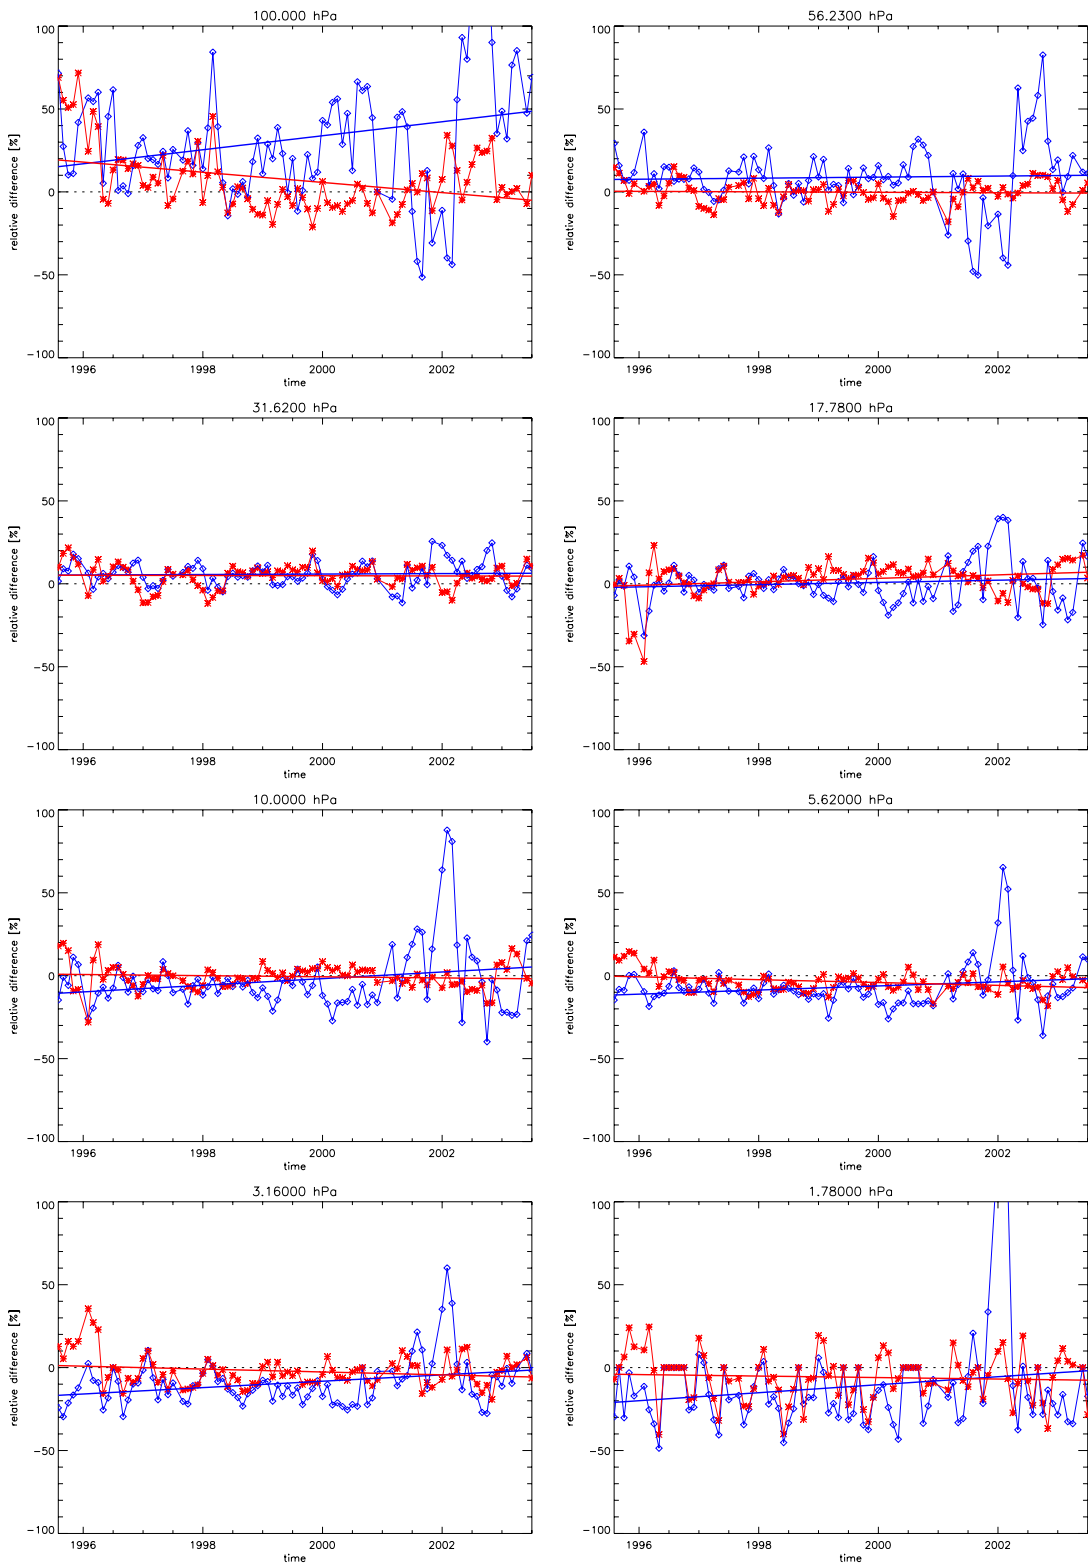 100.000 hPa
100
50
0
−50
−100
relative difference [%]
1996 1998 2000 2002
time
56.2300 hPa
100
50
0
−50
−100
relative difference [%]
1996 1998 2000 2002
time
31.6200 hPa
100
50
0
−50
−100
relative difference [%]
1996 1998 2000 2002
time
17.7800 hPa
100
50
0
−50
−100
relative difference [%]
1996 1998 2000 2002
time
10.0000 hPa
100
50
0
−50
−100
relative difference [%]
1996 1998 2000 2002
time
5.62000 hPa
100
50
0
−50
−100
relative difference [%]
1996 1998 2000 2002
time
3.16000 hPa
100
50
0
−50
−100
relative difference [%]
1996 1998 2000 2002
time
1.78000 hPa
100
50
0
−50
−100
relative difference [%]
1996 1998 2000 2002
time